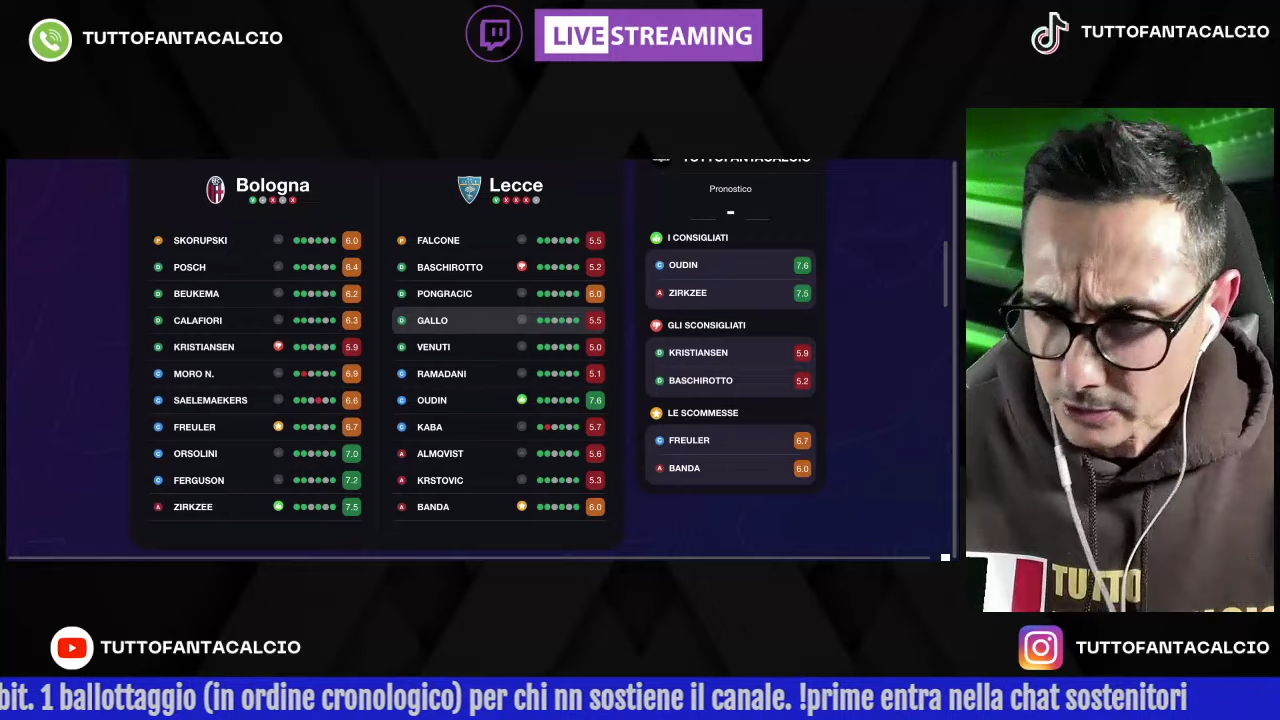 TUTTOFANTACALCIO
LIVE STREAMING
TUTTOFANTACALCIO
Bologna
SKORUPSKI 6.0
POSCH 6.4
BEUKEMA 6.2
CALAFIORI 6.3
KRISTIANSEN 5.9
MORO N. 6.9
SAELEMAEKERS 6.6
FREULER 6.7
ORSOLINI 7.0
FERGUSON 7.2
ZIRKZEE 7.5
Lecce
FALCONE 5.5
BASCHIROTTO 5.2
PONGRACIC 6.0
GALLO 5.5
VENUTI 5.0
RAMADANI 5.1
OUDIN 7.6
KABA 5.7
ALMQVIST 5.6
KRSTOVIC 5.3
BANDA 6.0
TUTTOFANTACALCIO
Pronostico
-
I CONSIGLIATI
OUDIN 7.6
ZIRKZEE 7.5
GLI SCONSIGLIATI
KRISTIANSEN 5.9
BASCHIROTTO 5.2
LE SCOMMESSE
FREULER 6.7
BANDA 6.0
TUTTO
TUTTOFANTACALCIO
TUTTOFANTACALCIO
bit. 1 ballottaggio (in ordine cronologico) per chi nn sostiene il canale. !prime entra nella chat sostenitori